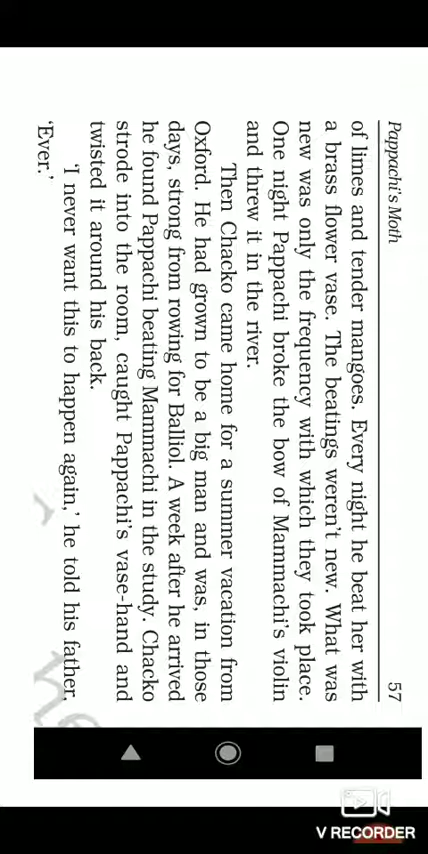 Pappachi's Moth 57
of limes and tender mangoes. Every night he beat her with
a brass flower vase. The beatings weren't new. What was
new was only the frequency with which they took place.
One night Pappachi broke the bow of Mammachi's violin
and threw it in the river.
Then Chacko came home for a summer vacation from
Oxford. He had grown to be a big man and was, in those
days, strong from rowing for Balliol. A week after he arrived
he found Pappachi beating Mammachi in the study. Chacko
strode into the room, caught Pappachi's vase-hand and
twisted it around his back.
'I never want this to happen again,' he told his father,
'Ever.'
V RECORDER